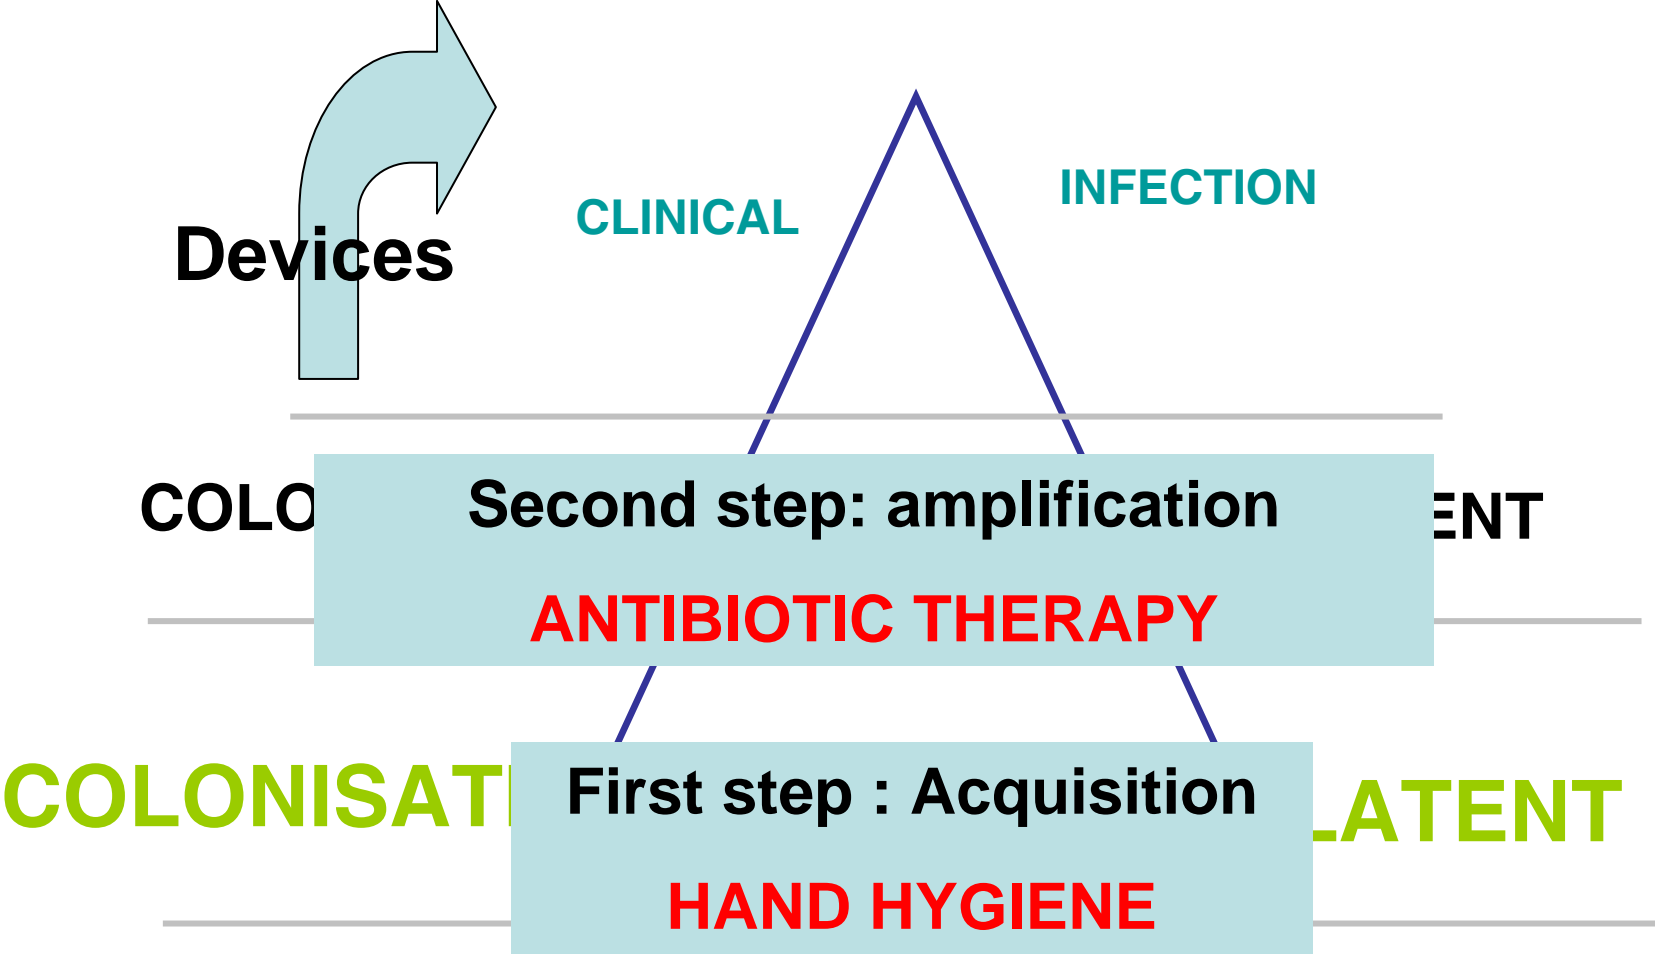 INFECTION
CLINICAL
Devices
COLO ENT
Second step: amplification
ANTIBIOTIC THERAPY
COLONISAT LATENT
First step : Acquisition
HAND HYGIENE